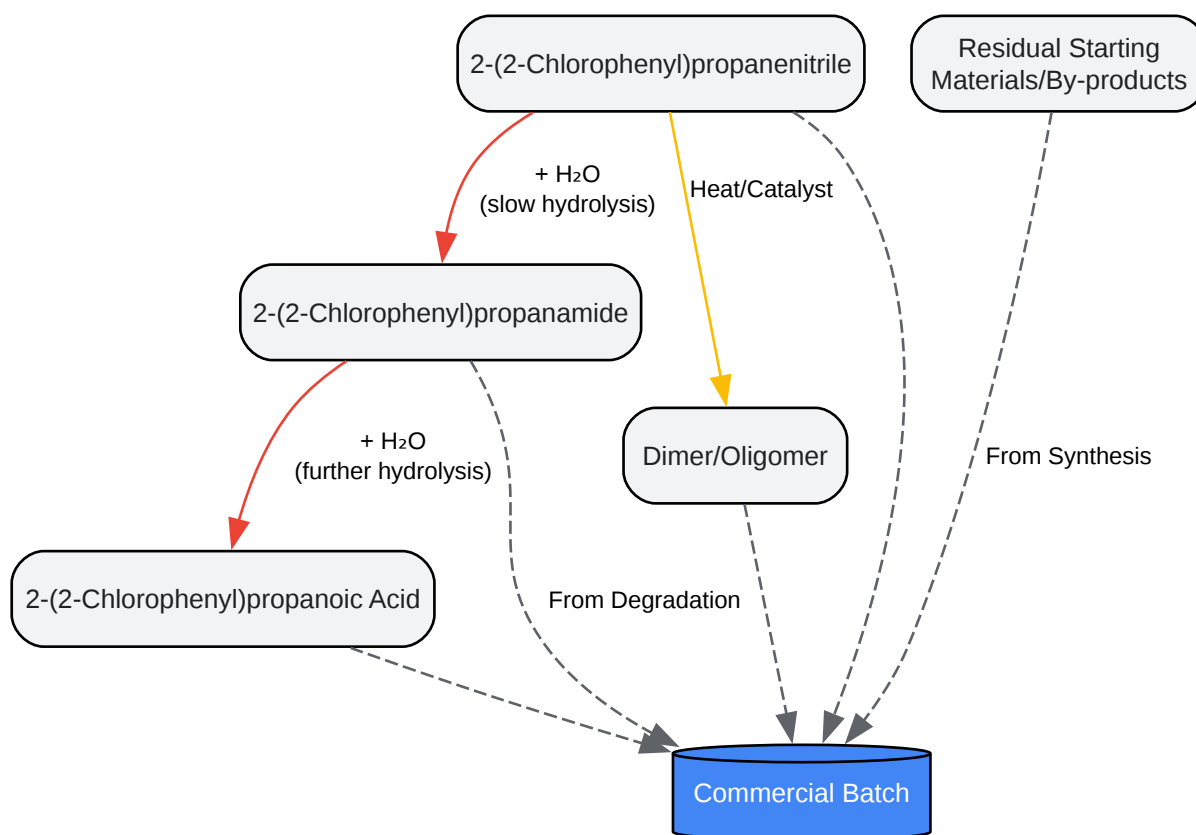 2-(2-Chlorophenyl)propanenitrile
Residual Starting
Materials/By-products
+ H₂O
(slow hydrolysis)
Heat/Catalyst
2-(2-Chlorophenyl)propanamide
+ H₂O
(further hydrolysis)
Dimer/Oligomer
From Synthesis
2-(2-Chlorophenyl)propanoic Acid
From Degradation
Commercial Batch